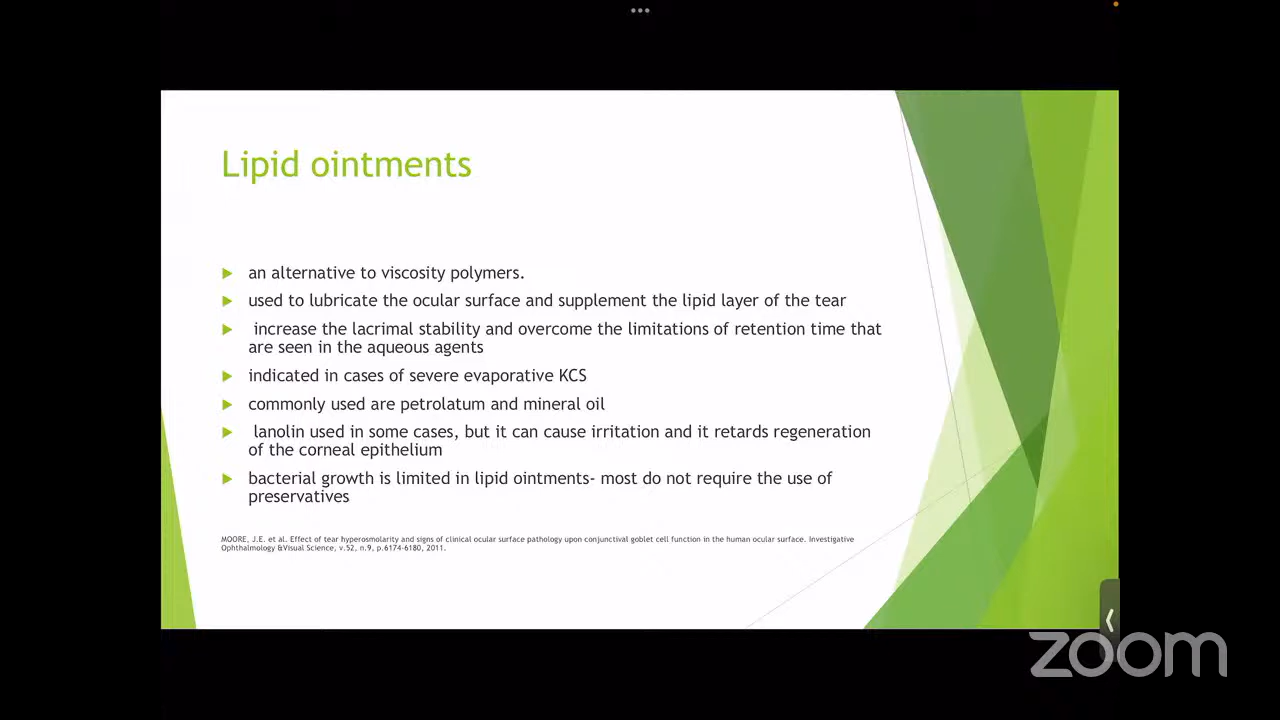 Lipid ointments
an alternative to viscosity polymers.
used to lubricate the ocular surface and supplement the lipid layer of the tear
increase the lacrimal stability and overcome the limitations of retention time that
are seen in the aqueous agents
indicated in cases of severe evaporative KCS
commonly used are petrolatum and mineral oil
lanolin used in some cases, but it can cause irritation and it retards regeneration
of the corneal epithelium
bacterial growth is limited in lipid ointments- most do not require the use of
preservatives
MOORE, J.E. et al. Effect of tear hyperosmolarity and signs of clinical ocular surface pathology upon conjunctival goblet cell function in the human ocular surface. Investigative
Ophthalmology &Visual Science, v.52, n.9, p.6174-6180, 2011.
zoom